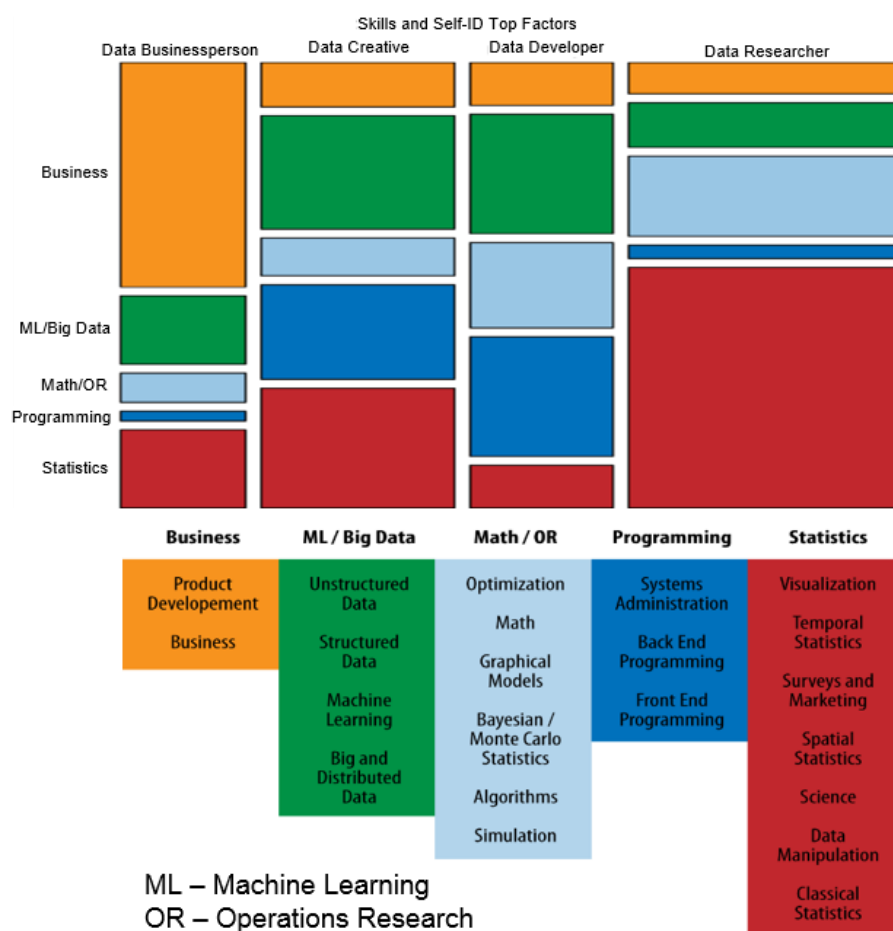 Skills and Self-ID Top Factors
Data Businessperson
Data Creative
Data Developer
Data Researcher
Business
ML/Big Data
Math/OR
Programming
Statistics
Business
Product
Developement
Business
ML / Big Data
Unstructured
Data
Structured
Data
Machine
Learning
Big and
Distributed
Data
Math / OR
Optimization
Math
Graphical
Models
Bayesian /
Monte Carlo
Statistics
Algorithms
Simulation
Programming
Systems
Administration
Back End
Programming
Front End
Programming
Statistics
Visualization
Temporal
Statistics
Surveys and
Marketing
Spatial
Statistics
Science
Data
Manipulation
Classical
Statistics
ML – Machine Learning
OR – Operations Research